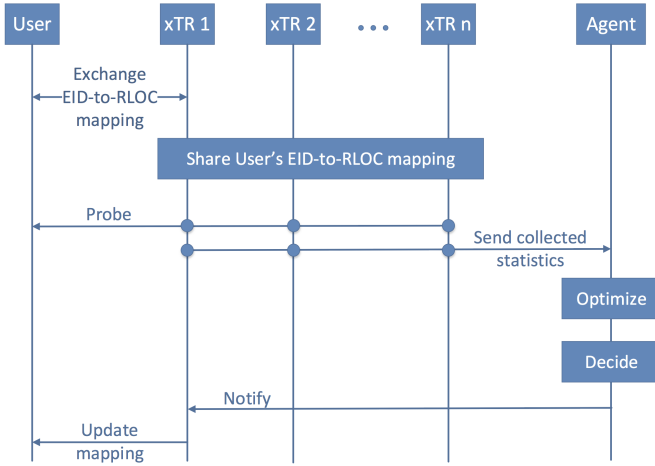 User
xTR 1
xTR 2
...
xTR n
Agent
Exchange
EID-to-RLOC
mapping
Share User's EID-to-RLOC mapping
Probe
Send collected
statistics
Optimize
Decide
Notify
Update
mapping